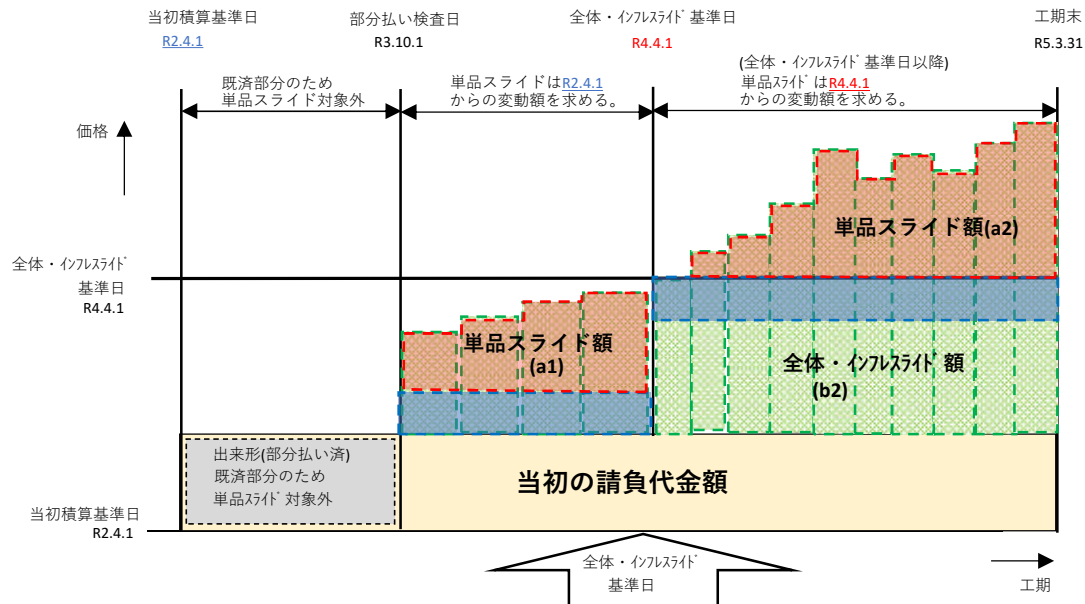 当初積算基準日
R2.4.1
部分払い検査日
R3.10.1
全体・ｲﾝﾌﾚｽﾗｲﾄﾞ基準日
R4.4.1
工期末
R5.3.31
既済部分のため
単品スライド対象外
単品スライドはR2.4.1
からの変動額を求める。
(全体・ｲﾝﾌﾚｽﾗｲﾄﾞ基準日以降)
単品ｽﾗｲﾄﾞはR4.4.1
からの変動額を求める。
価格
単品スライド額(a2)
全体・ｲﾝﾌﾚｽﾗｲﾄﾞ
基準日
R4.4.1
単品スライド額
(a1)
全体・ｲﾝﾌﾚｽﾗｲﾄﾞ額
(b2)
出来形(部分払い済)
既済部分のため
単品ｽﾗｲﾄﾞ対象外
当初の請負代金額
当初積算基準日
R2.4.1
全体・ｲﾝﾌﾚｽﾗｲﾄﾞ
基準日
工期